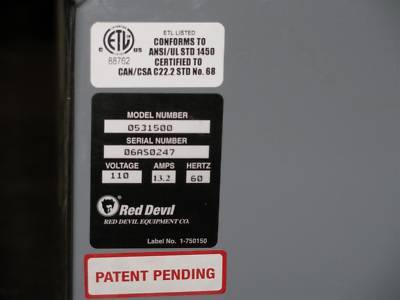 ETL LISTED
CONFORMS TO
ANSI/UL STD 1450
CERTIFIED TO
CAN/CSA C22.2 STD No. 68
ETL
C US
88762
MODEL NUMBER
0531500
SERIAL NUMBER
06AS0247
VOLTAGE AMPS HERTZ
110 13.2 60
Red Devil
RED DEVIL EQUIPMENT CO.
Label No. 1-750150
PATENT PENDING